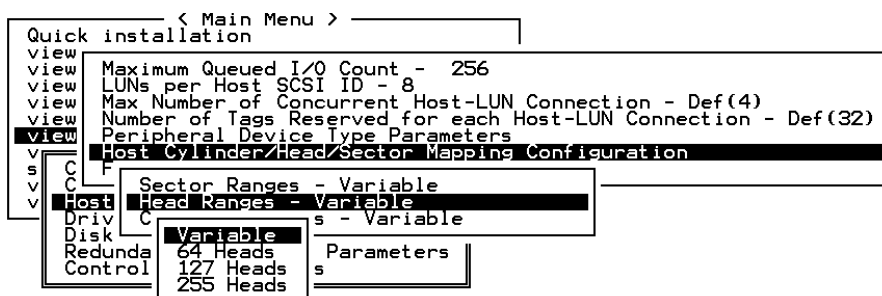 < Main Menu >
Quick installation
view
view Maximum Queued I/O Count - 256
view LUNs per Host SCSI ID - 8
view Max Number of Concurrent Host-LUN Connection - Def(4)
view Number of Tags Reserved for each Host-LUN Connection - Def(32)
view Peripheral Device Type Parameters
v Host Cylinder/Head/Sector Mapping Configuration
s C F
v C Sector Ranges - Variable
v Host Head Ranges - Variable
Driv C s - Variable
Disk Variable
Redunda 64 Heads Parameters
Control 127 Heads s
255 Heads